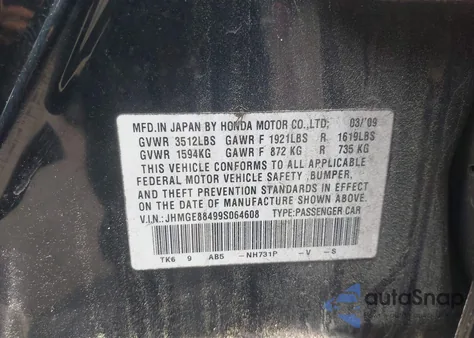 MFD.IN JAPAN BY HONDA MOTOR CO.,LTD: 03/'09
GVWR 3512LBS GAWR F 1921LBS R 1619LBS
GVWR 1594KG GAWR F 872 KG R 735 KG
THIS VEHICLE CONFORMS TO ALL APPLICABLE
FEDERAL MOTOR VEHICLE SAFETY ,BUMPER,
AND THEFT PREVENTION STANDARDS IN EFFECT
ON THE DATE OF MANUFACTURE SHOWN ABOVE.
V.I.N: JHMGE88499S064608 TYPE:PASSENGER CAR
TK6 9 AB5 -NH731P -V -S
autoSnap